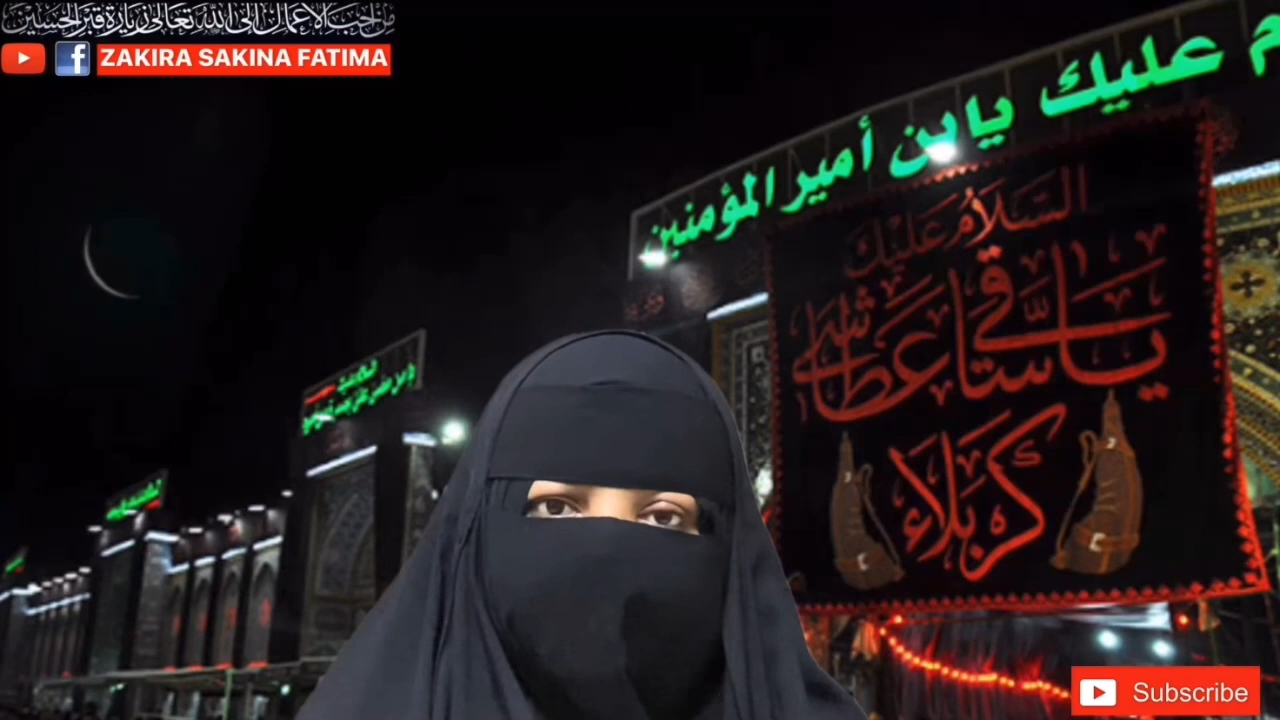 من احب الاعمال الى الله تعالى زيارة قبر الحسين
ZAKIRA SAKINA FATIMA
م عليك يابن أمير المؤمنين
السلام عليك
يا ساقي عطاشى
كربلاء
Subscribe